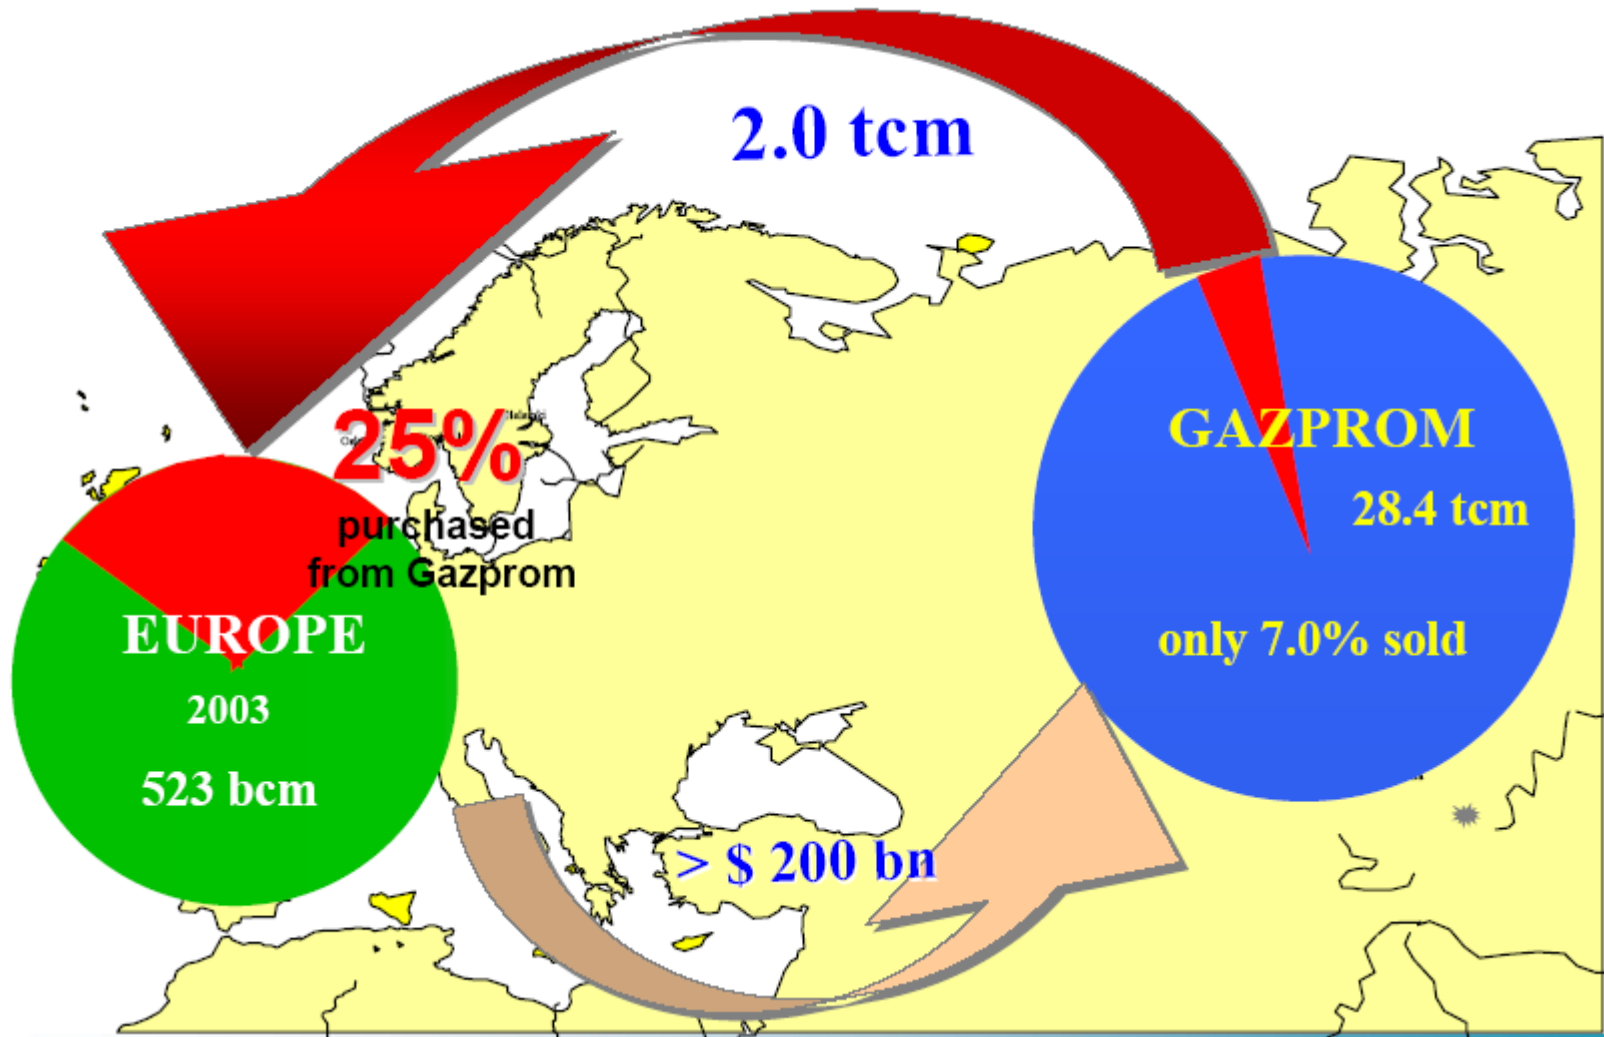 2.0 tcm
25%
purchased
from Gazprom
EUROPE
2003
523 bcm
GAZPROM
28.4 tcm
only 7.0% sold
> $ 200 bn
Helsinki